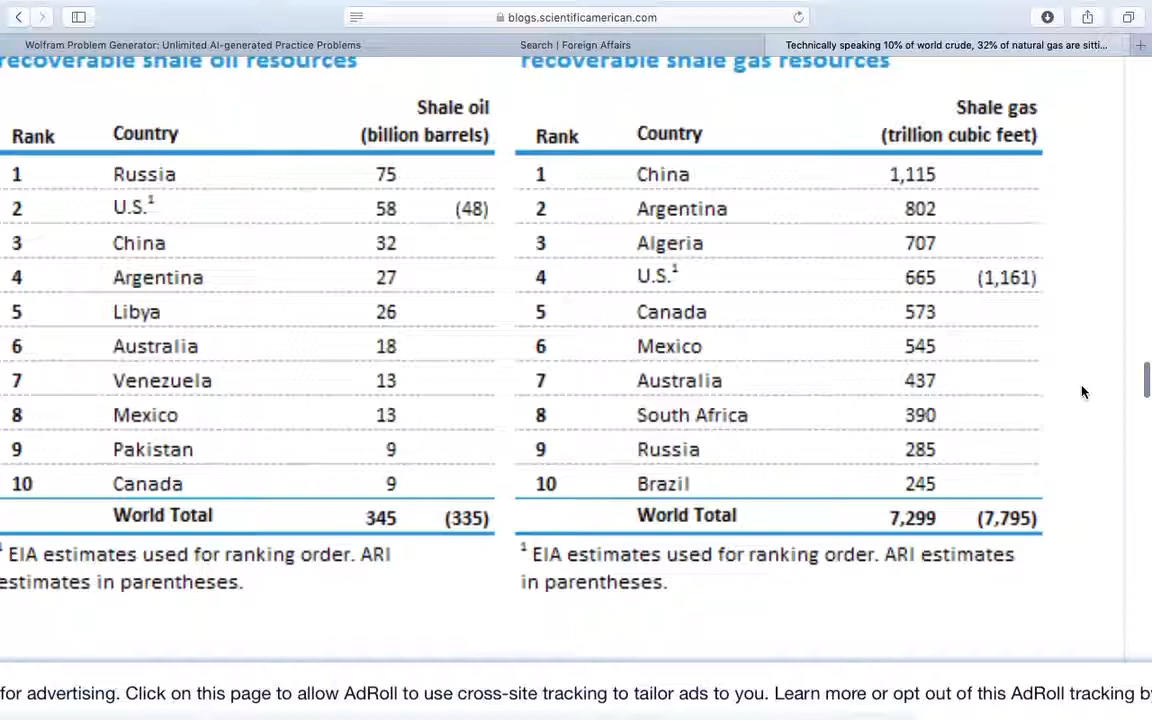 blogs.scientificamerican.com
Wolfram Problem Generator: Unlimited AI-generated Practice Problems
Search | Foreign Affairs
Technically speaking 10% of world crude, 32% of natural gas are sitti...
recoverable shale oil resources
Shale oil
Rank Country (billion barrels)
1 Russia 75
2 U.S.¹ 58 (48)
3 China 32
4 Argentina 27
5 Libya 26
6 Australia 18
7 Venezuela 13
8 Mexico 13
9 Pakistan 9
10 Canada 9
World Total 345 (335)
¹ EIA estimates used for ranking order. ARI
estimates in parentheses.
recoverable shale gas resources
Shale gas
Rank Country (trillion cubic feet)
1 China 1,115
2 Argentina 802
3 Algeria 707
4 U.S.¹ 665 (1,161)
5 Canada 573
6 Mexico 545
7 Australia 437
8 South Africa 390
9 Russia 285
10 Brazil 245
World Total 7,299 (7,795)
¹ EIA estimates used for ranking order. ARI estimates
in parentheses.
for advertising. Click on this page to allow AdRoll to use cross-site tracking to tailor ads to you. Learn more or opt out of this AdRoll tracking by